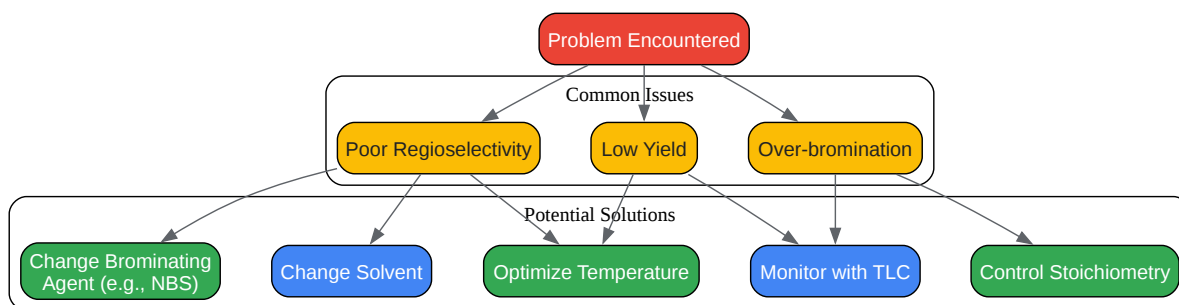 Problem Encountered
Common Issues
Poor Regioselectivity
Low Yield
Over-bromination
Potential Solutions
Change Brominating
Agent (e.g., NBS)
Change Solvent
Optimize Temperature
Monitor with TLC
Control Stoichiometry